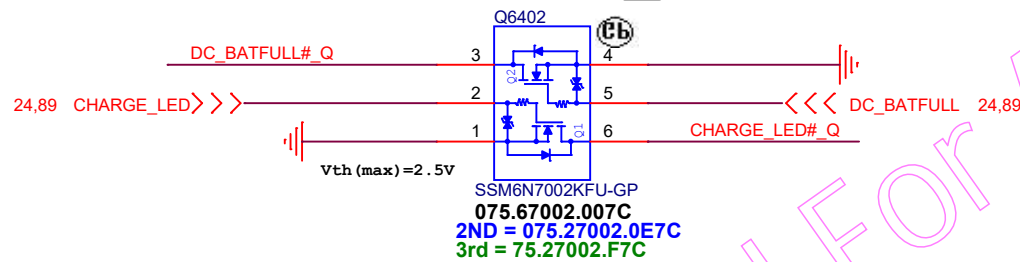 Q6402
DC_BATFULL#_Q 3 4
Q2
24,89 CHARGE_LED 2 5 DC_BATFULL 24,89
1 6 CHARGE_LED#_Q
Q1
Vth(max)=2.5V
SSM6N7002KFU-GP
075.67002.007C
2ND = 075.27002.0E7C
3rd = 75.27002.F7C
For